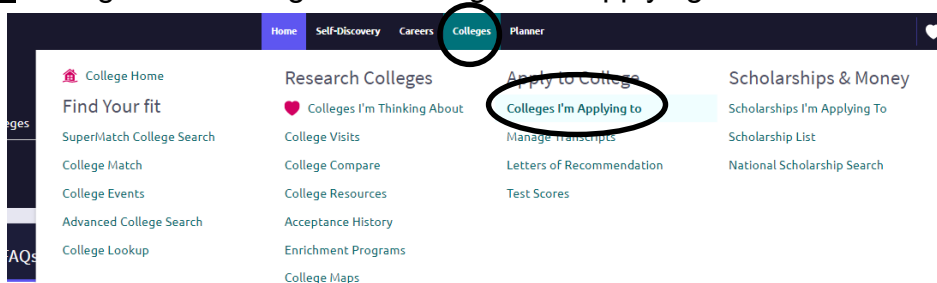 Home Self-Discovery Careers Colleges Planner
College Home
Find Your fit
SuperMatch College Search
College Match
College Events
Advanced College Search
College Lookup
Research Colleges
Colleges I'm Thinking About
College Visits
College Compare
College Resources
Acceptance History
Enrichment Programs
College Maps
Apply to College
Colleges I'm Applying to
Manage Transcripts
Letters of Recommendation
Test Scores
Scholarships & Money
Scholarships I'm Applying To
Scholarship List
National Scholarship Search